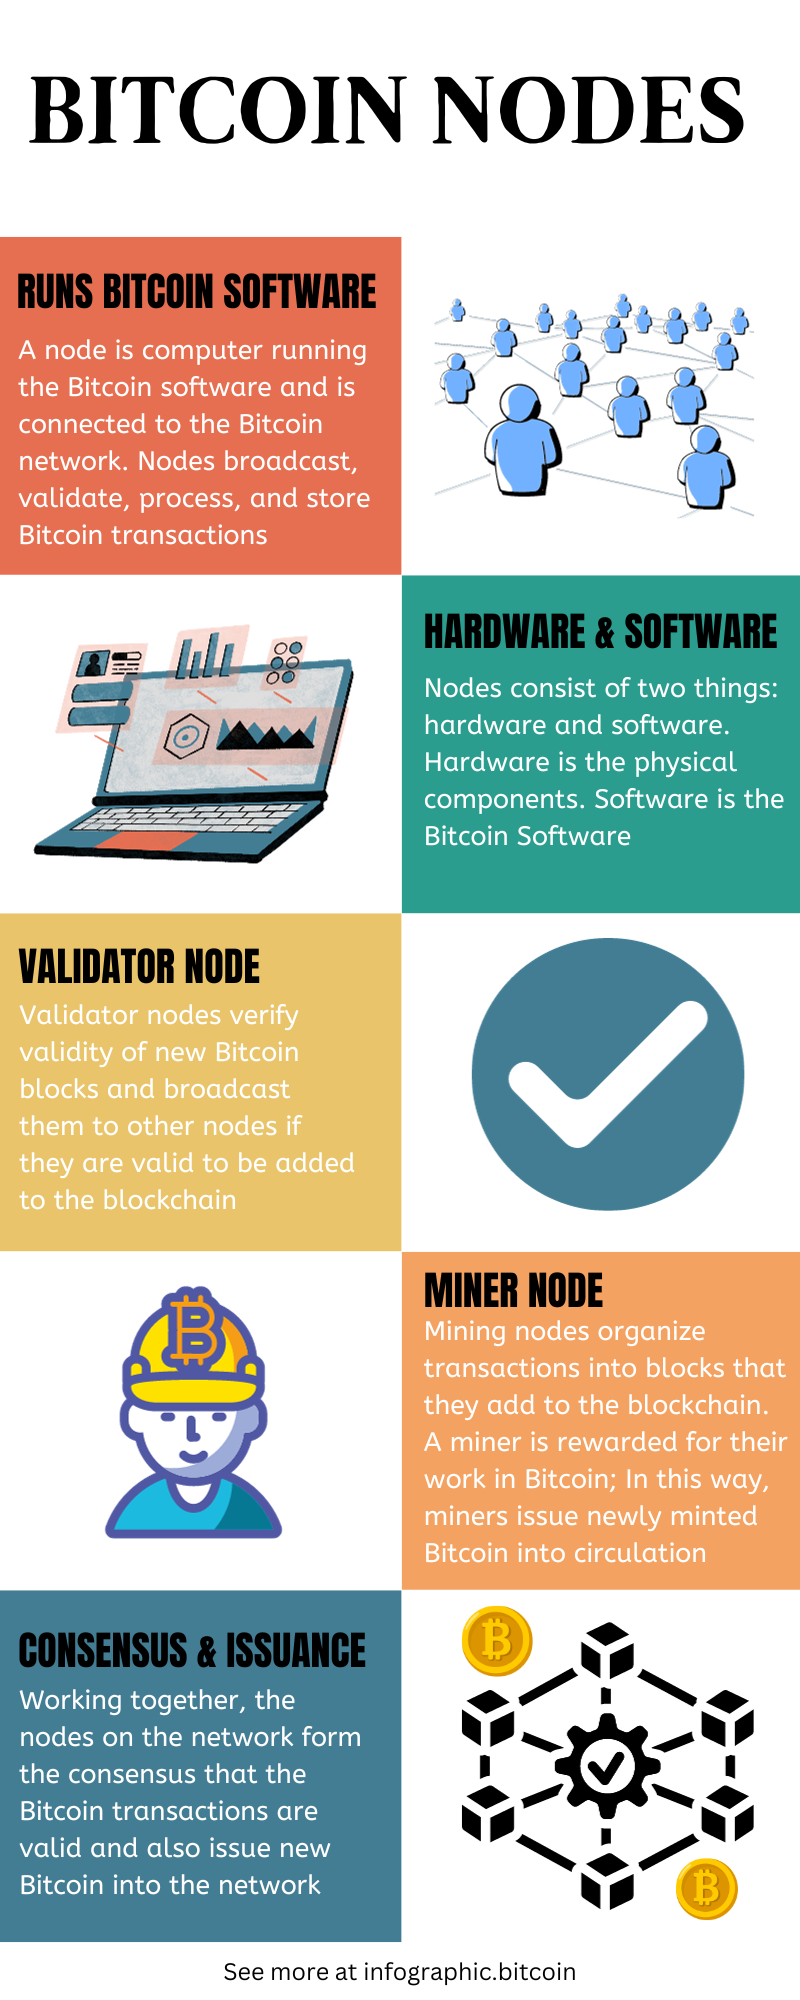 BITCOIN NODES
RUNS BITCOIN SOFTWARE
A node is computer running
the Bitcoin software and is
connected to the Bitcoin
network. Nodes broadcast,
validate, process, and store
Bitcoin transactions
HARDWARE & SOFTWARE
Nodes consist of two things:
hardware and software.
Hardware is the physical
components. Software is the
Bitcoin Software
VALIDATOR NODE
Validator nodes verify
validity of new Bitcoin
blocks and broadcast
them to other nodes if
they are valid to be added
to the blockchain
MINER NODE
Mining nodes organize
transactions into blocks that
they add to the blockchain.
A miner is rewarded for their
work in Bitcoin; In this way,
miners issue newly minted
Bitcoin into circulation
CONSENSUS & ISSUANCE
Working together, the
nodes on the network form
the consensus that the
Bitcoin transactions are
valid and also issue new
Bitcoin into the network
See more at infographic.bitcoin